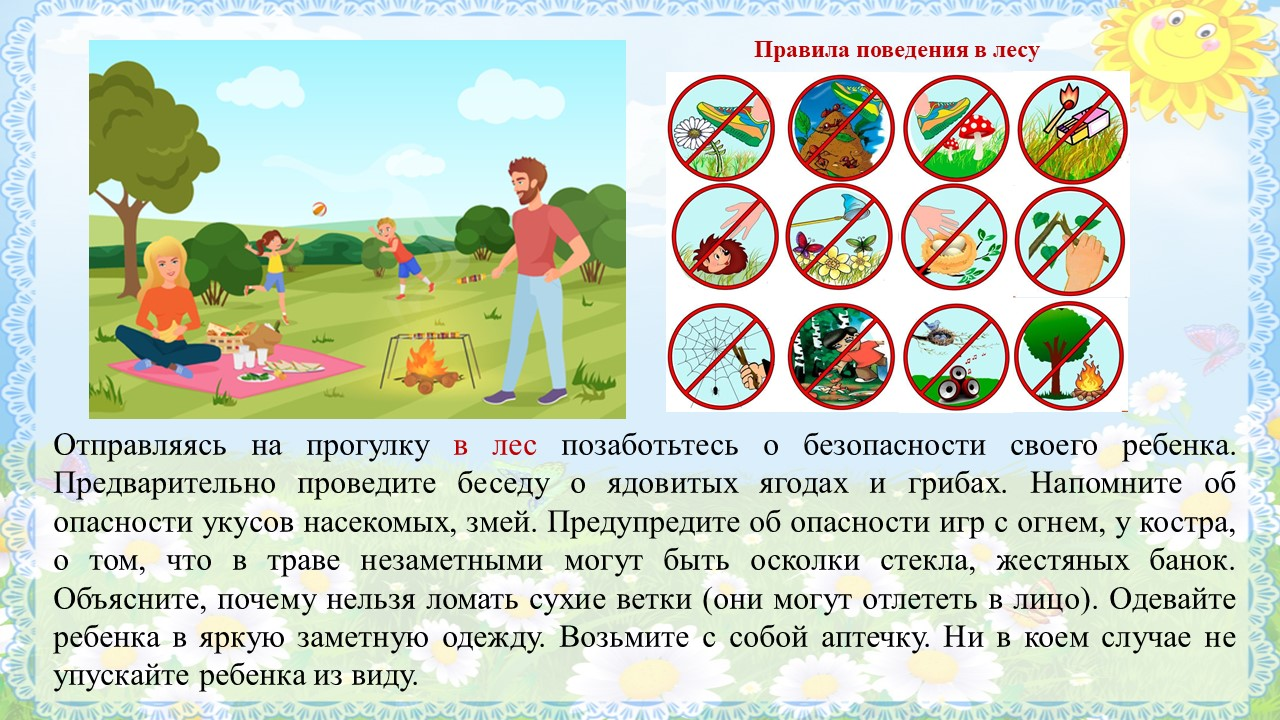 Правила поведения в лесу
Отправляясь на прогулку в лес позаботьтесь о безопасности своего ребенка.
Предварительно проведите беседу о ядовитых ягодах и грибах. Напомните об
опасности укусов насекомых, змей. Предупредите об опасности игр с огнем, у костра,
о том, что в траве незаметными могут быть осколки стекла, жестяных банок.
Объясните, почему нельзя ломать сухие ветки (они могут отлететь в лицо). Одевайте
ребенка в яркую заметную одежду. Возьмите с собой аптечку. Ни в коем случае не
упускайте ребенка из виду.